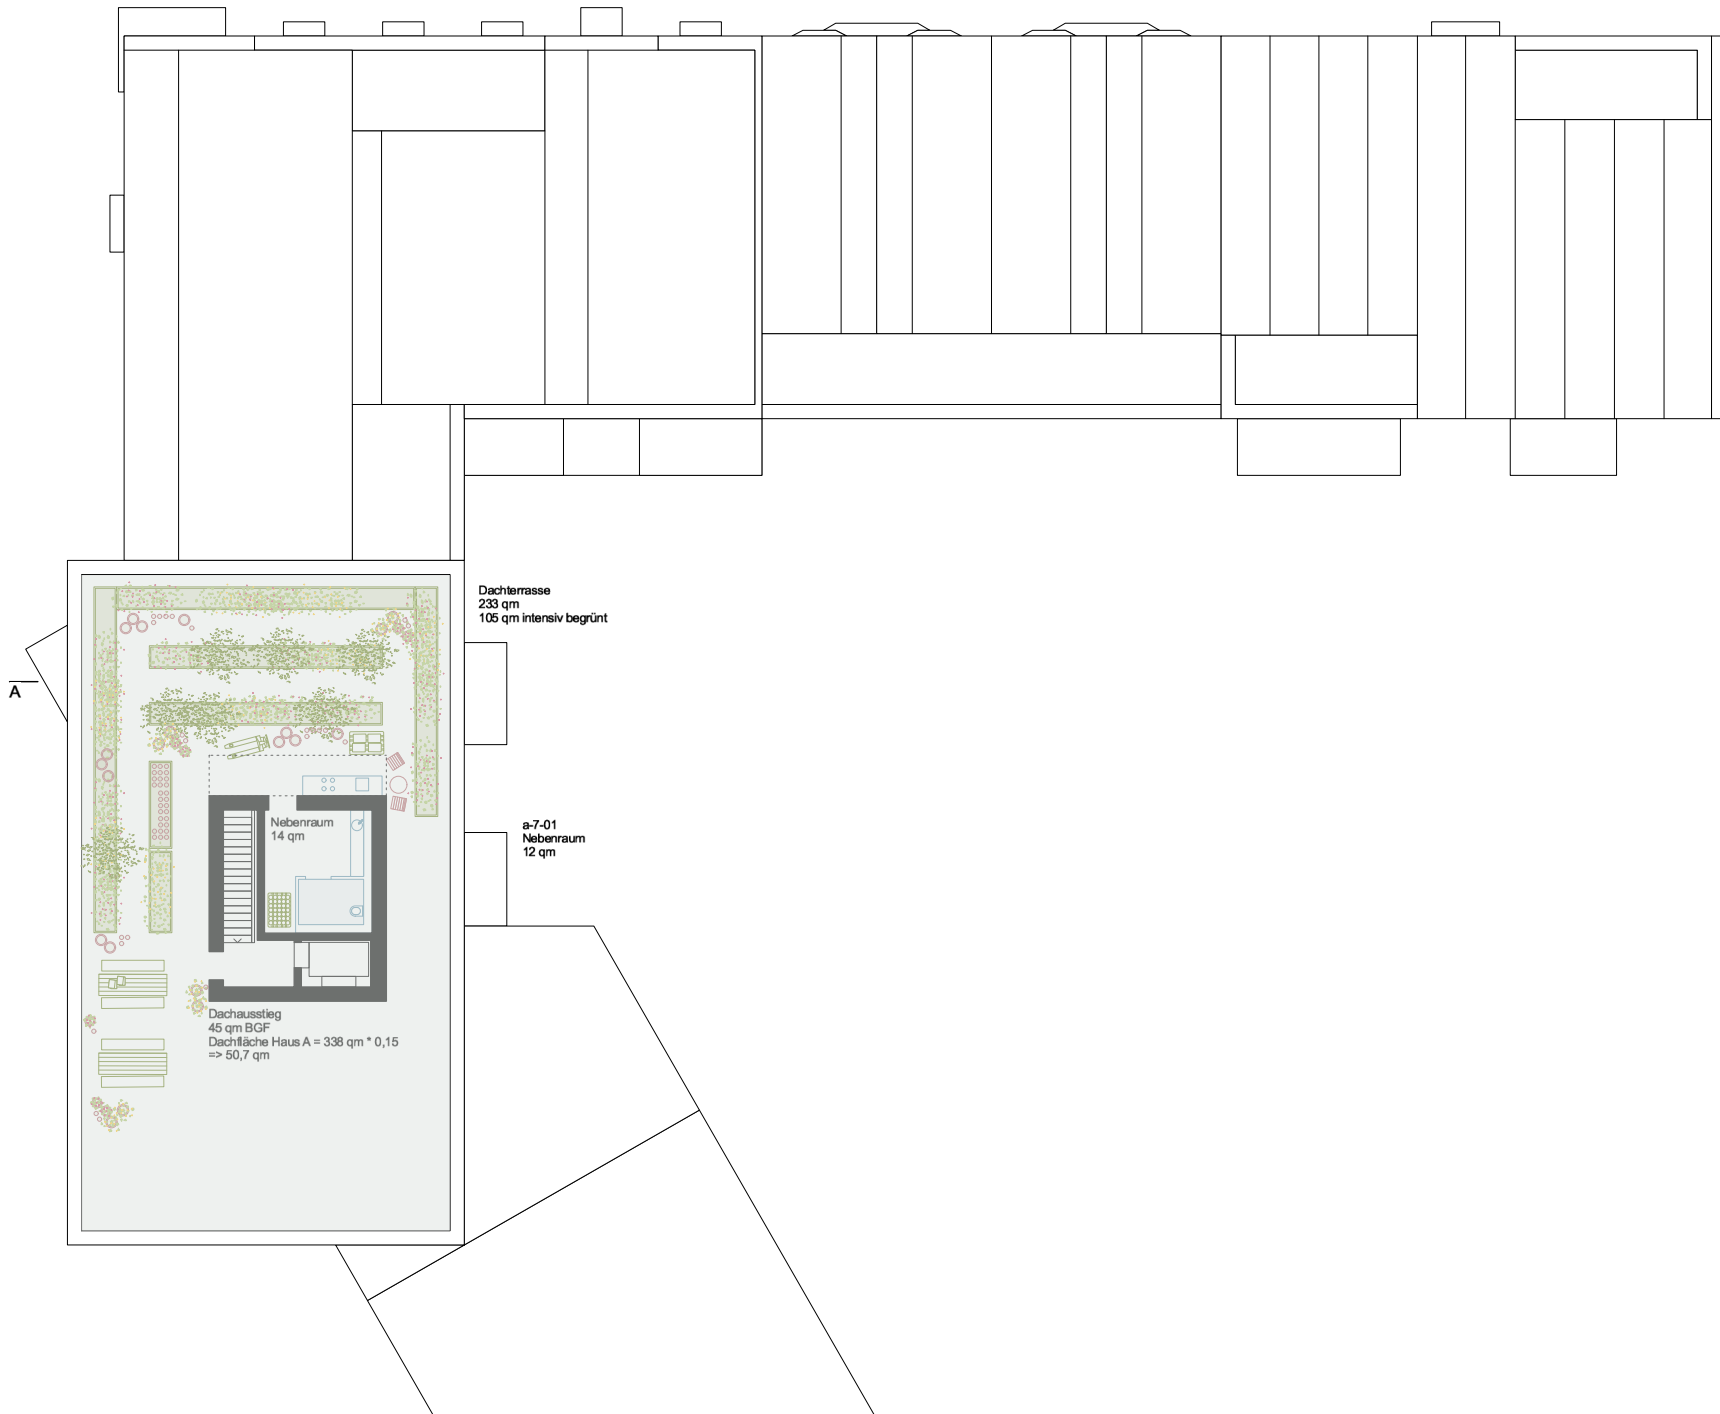 Dachterrasse
233 qm
105 qm intensiv begrünt
A
Nebenraum
14 qm
a-7-01
Nebenraum
12 qm
Dachausstieg
45 qm BGF
Dachfläche Haus A = 338 qm * 0,15
=> 50,7 qm